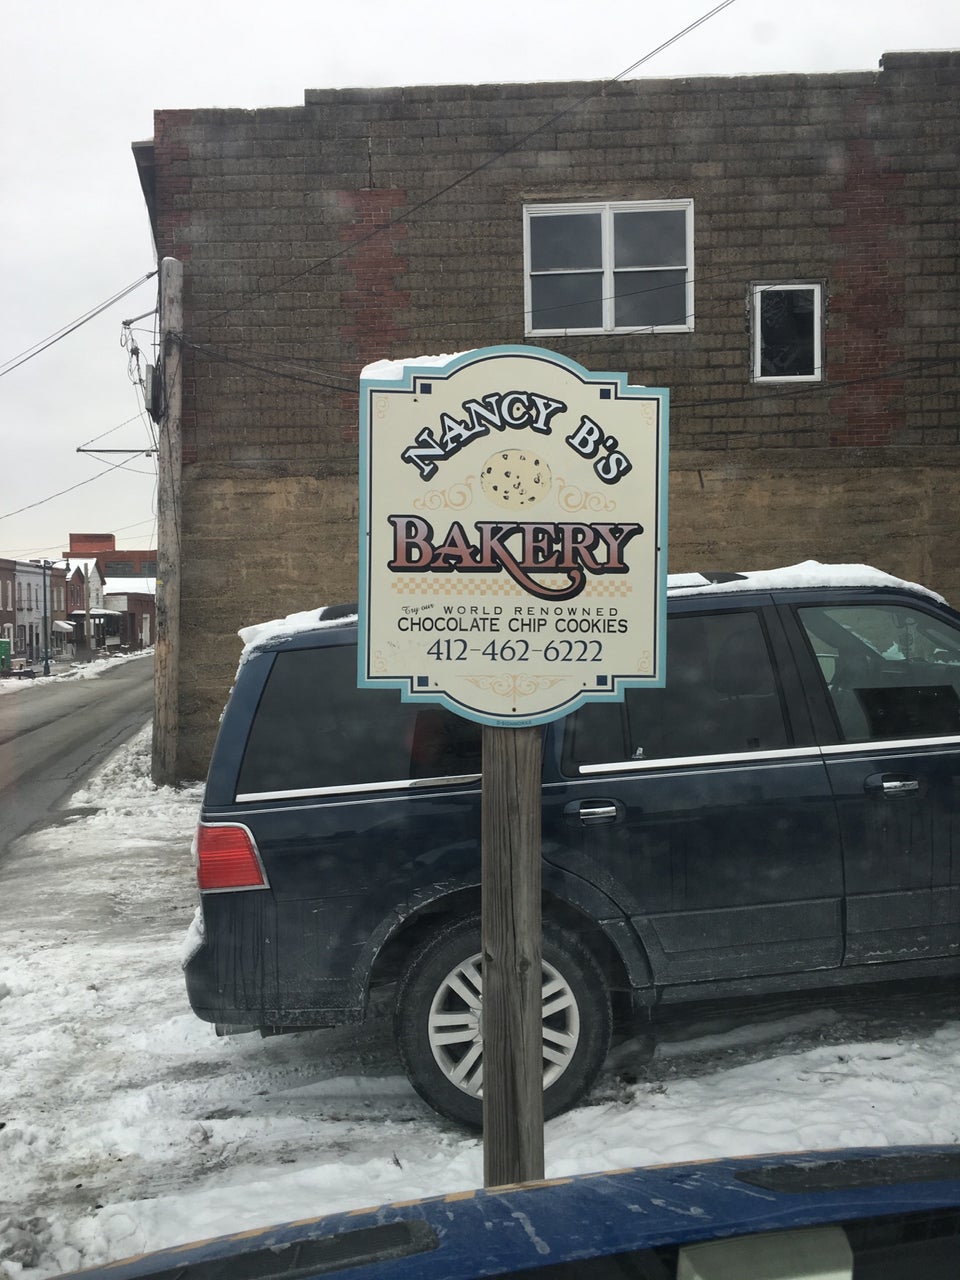 NANCY B's
BAKERY
Try our WORLD RENOWNED
CHOCOLATE CHIP COOKIES
412-462-6222